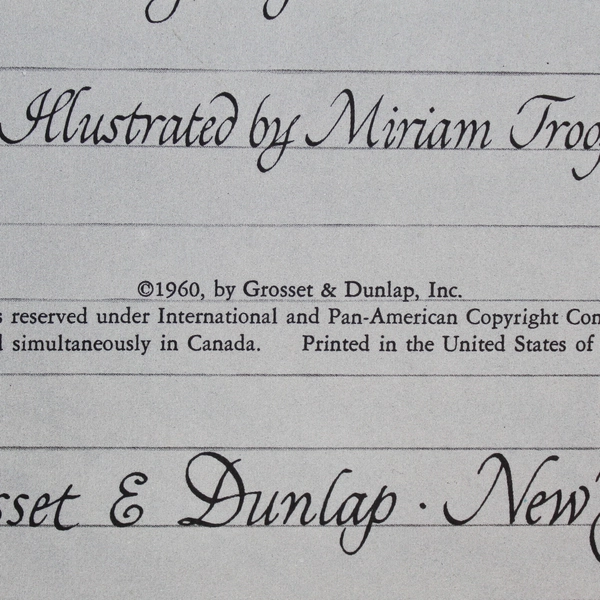 Illustrated by Miriam Trog
©1960, by Grosset & Dunlap, Inc.
s reserved under International and Pan-American Copyright Con
simultaneously in Canada. Printed in the United States of
sset & Dunlap · New